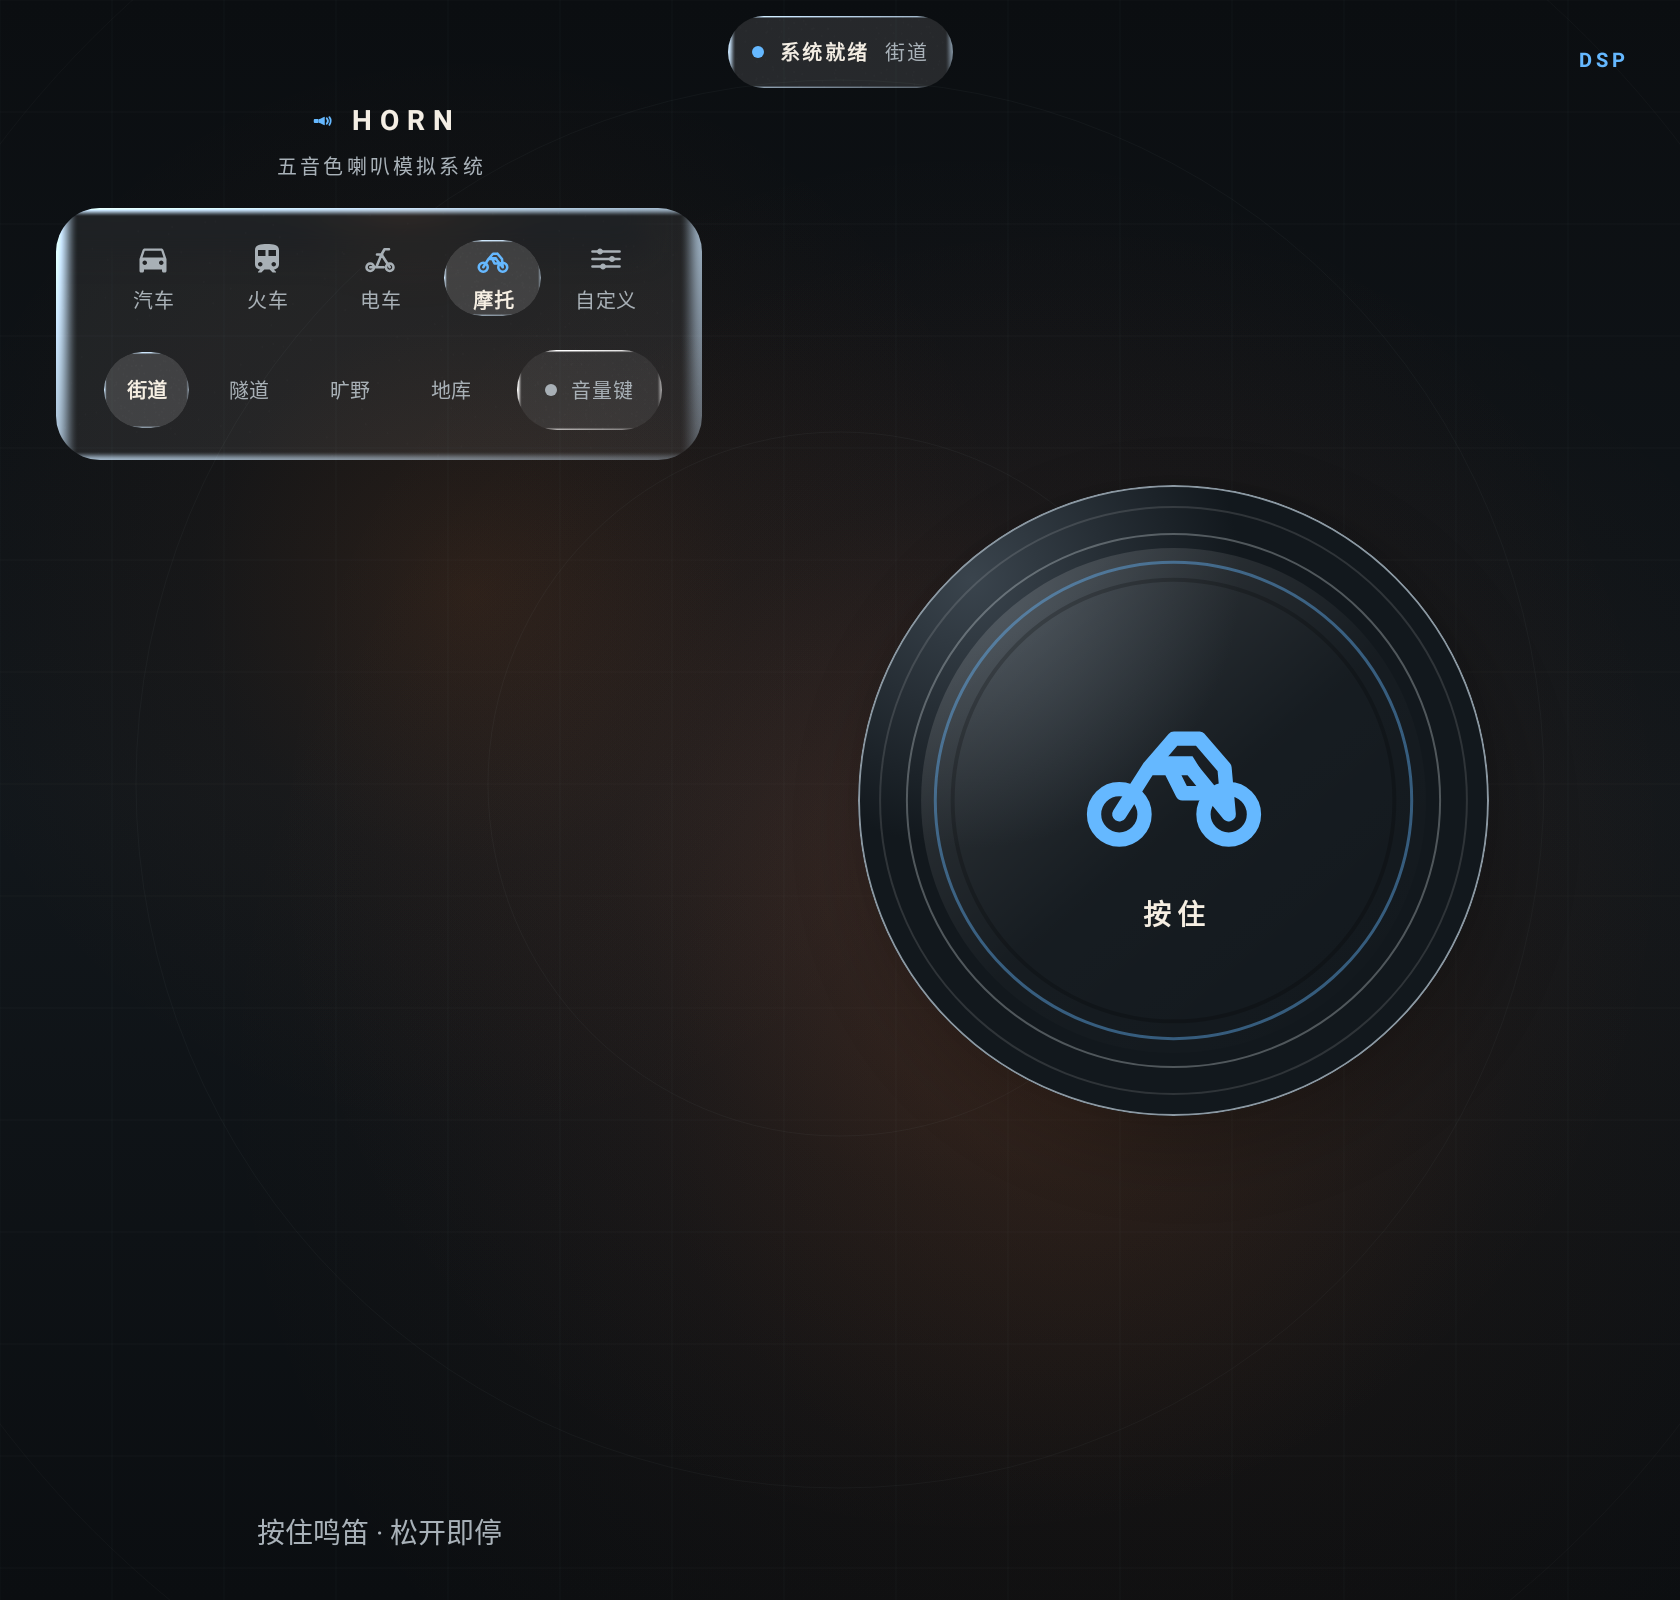 系统就绪 街道
DSP
HORN
五音色喇叭模拟系统
汽车 火车 电车 摩托 自定义
街道 隧道 旷野 地库 音量键
按住
按住鸣笛 · 松开即停